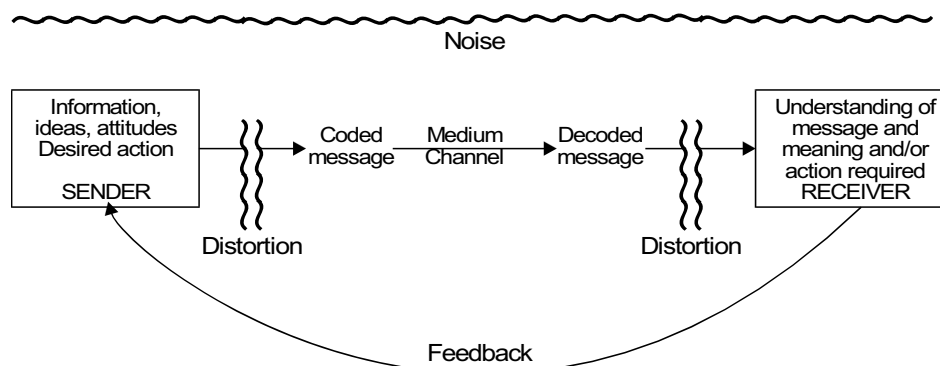 Noise
Information,
ideas, attitudes
Desired action
SENDER
Distortion
Coded
message
Medium
Channel
Decoded
message
Distortion
Understanding of
message and
meaning and/or
action required
RECEIVER
Feedback